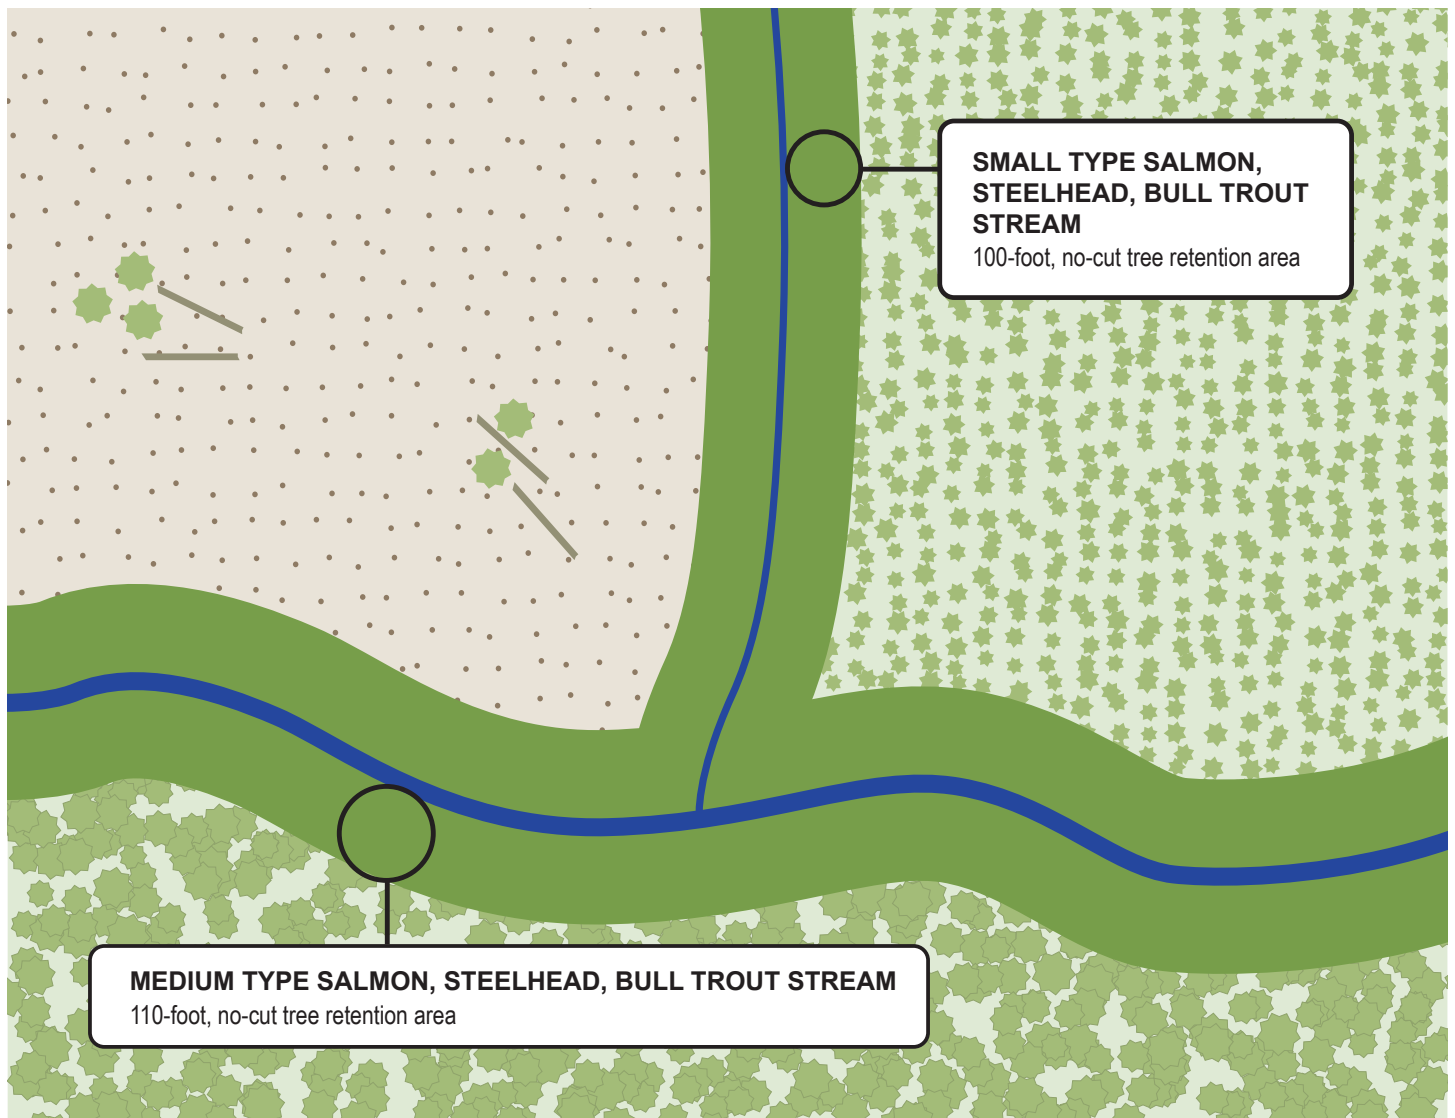 SMALL TYPE SALMON,
STEELHEAD, BULL TROUT
STREAM
100-foot, no-cut tree retention area
MEDIUM TYPE SALMON, STEELHEAD, BULL TROUT STREAM
110-foot, no-cut tree retention area